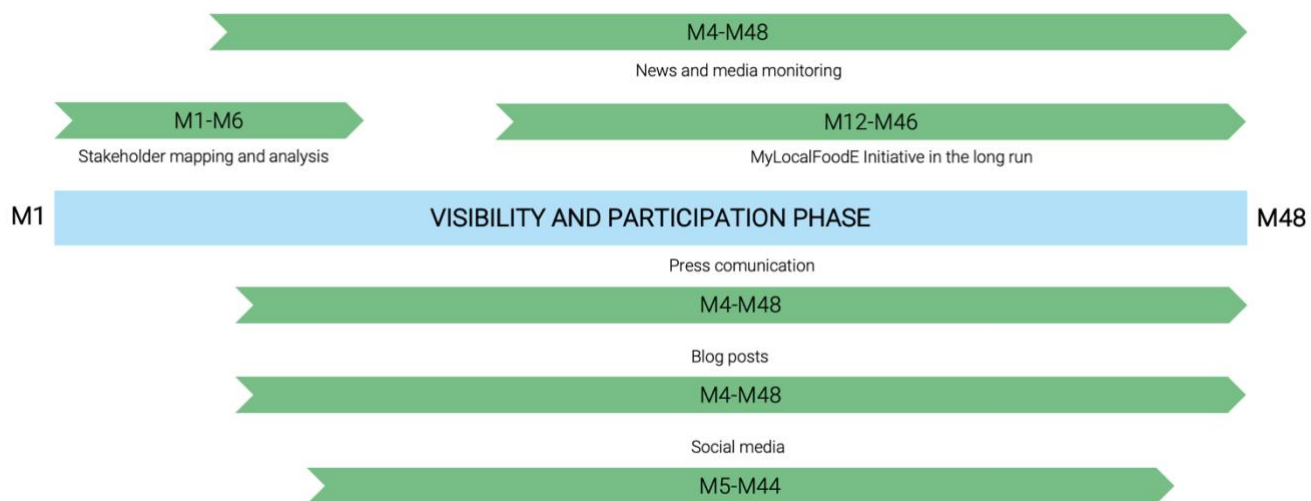 M4-M48
News and media monitoring
M1-M6
M12-M46
Stakeholder mapping and analysis
MyLocalFoodE Initiative in the long run
M1
VISIBILITY AND PARTICIPATION PHASE
M48
Press comunication
M4-M48
Blog posts
M4-M48
Social media
M5-M44